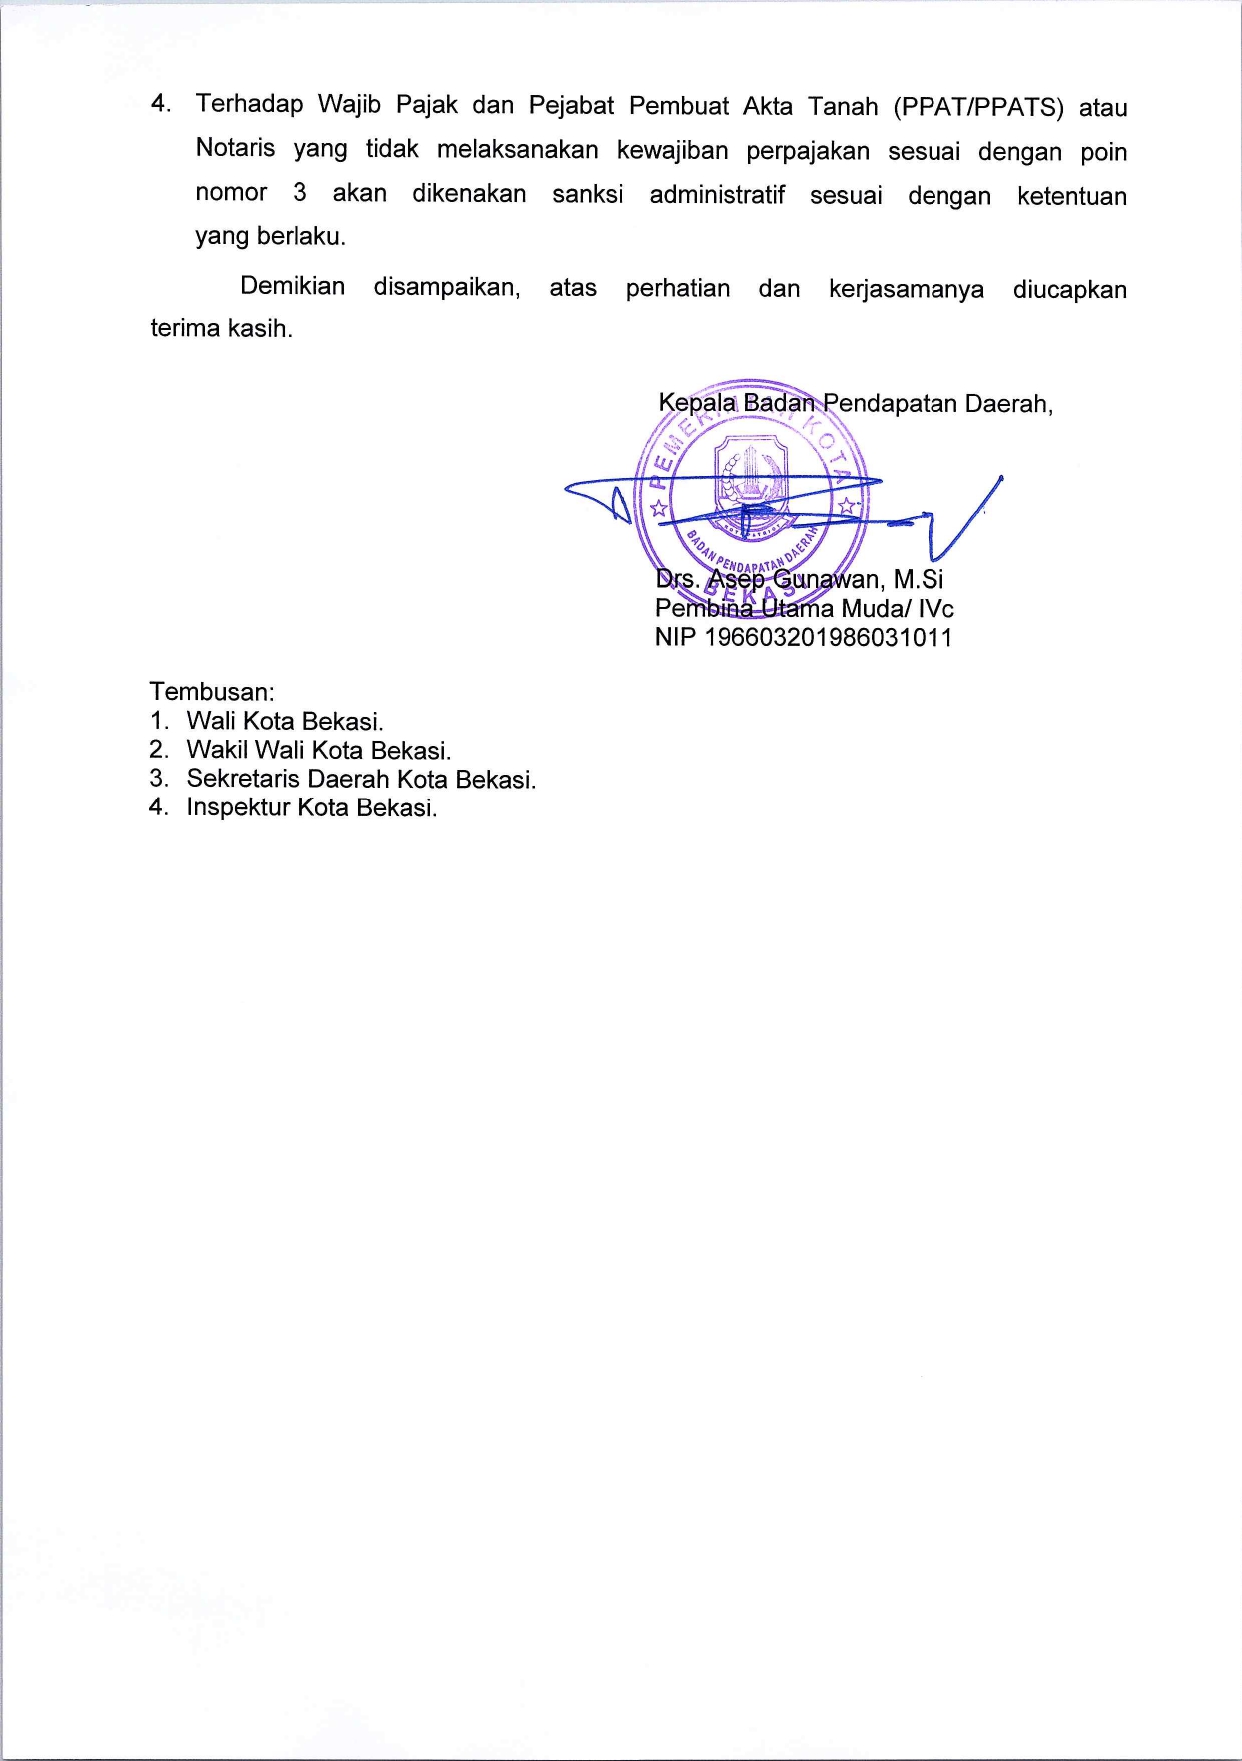 4. Terhadap Wajib Pajak dan Pejabat Pembuat Akta Tanah (PPAT/PPATS) atau
Notaris yang tidak melaksanakan kewajiban perpajakan sesuai dengan poin
nomor 3 akan dikenakan sanksi administratif sesuai dengan ketentuan
yang berlaku.
Demikian disampaikan, atas perhatian dan kerjasamanya diucapkan
terima kasih.
Kepala Badan Pendapatan Daerah,
PEMERINTAH KOTA
BADAN PENDAPATAN DAERAH
BEKASI
Drs. Asep Gunawan, M.Si
Pembina Utama Muda/ IVc
NIP 196603201986031011
Tembusan:
1. Wali Kota Bekasi.
2. Wakil Wali Kota Bekasi.
3. Sekretaris Daerah Kota Bekasi.
4. Inspektur Kota Bekasi.